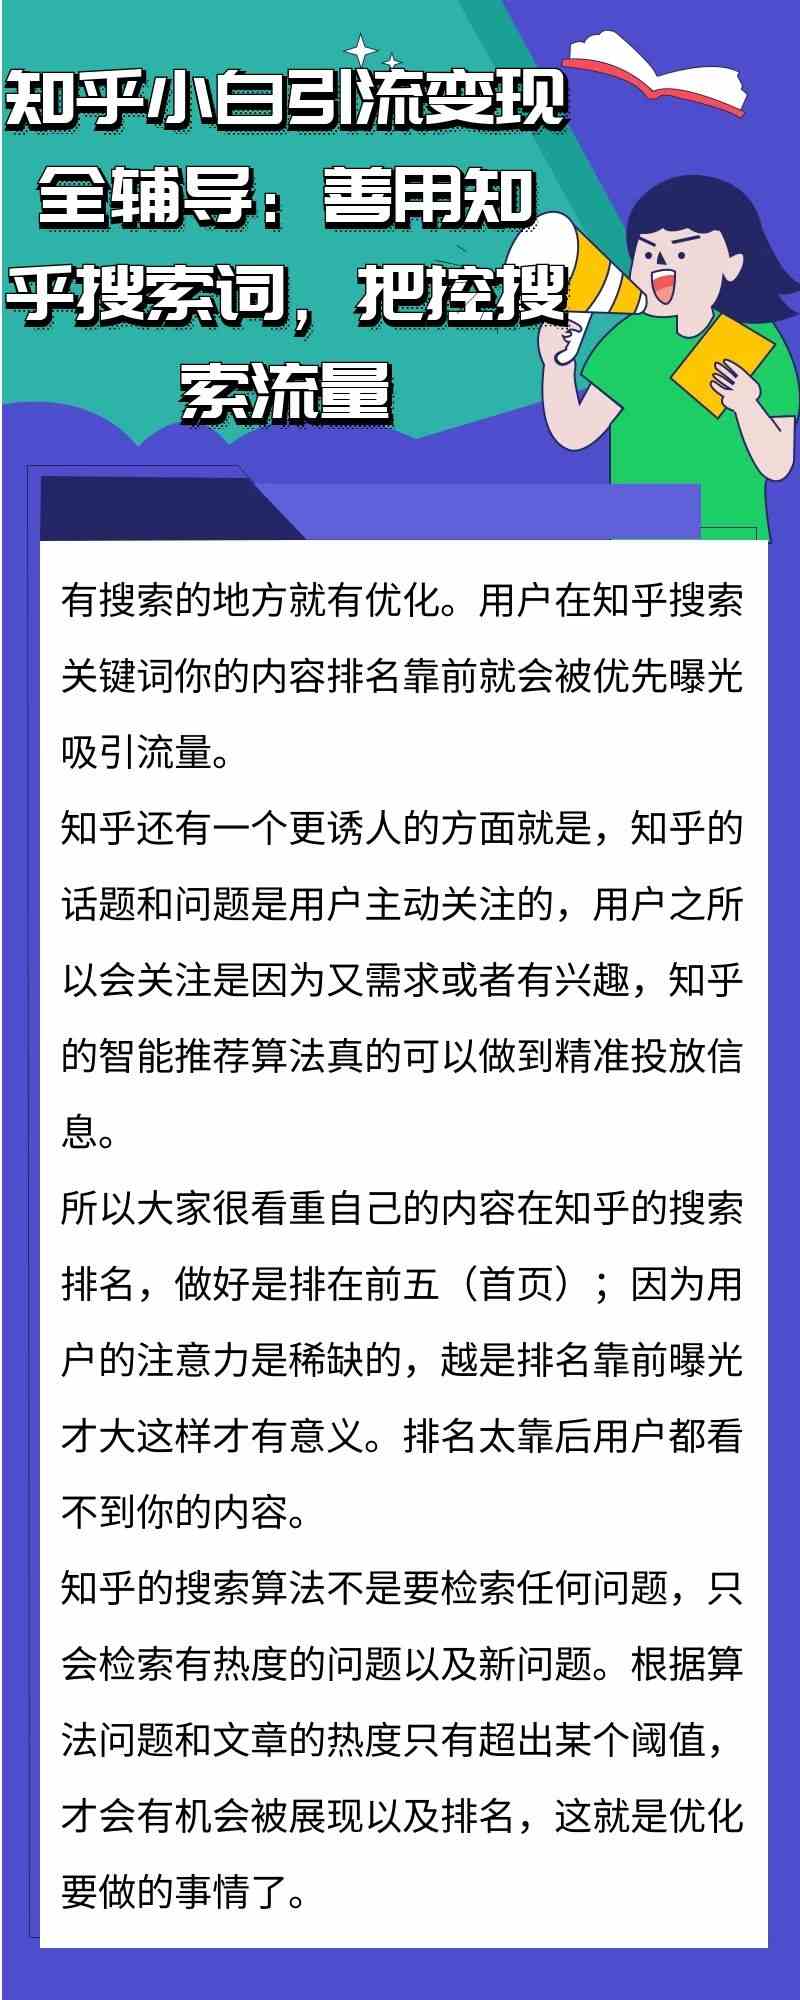 知乎小白引流变现
全辅导：善用知
乎搜索词，把控搜
索流量
有搜索的地方就有优化。用户在知乎搜索
关键词你的内容排名靠前就会被优先曝光
吸引流量。
知乎还有一个更诱人的方面就是，知乎的
话题和问题是用户主动关注的，用户之所
以会关注是因为又需求或者有兴趣，知乎
的智能推荐算法真的可以做到精准投放信
息。
所以大家很看重自己的内容在知乎的搜索
排名，做好是排在前五（首页）；因为用
户的注意力是稀缺的，越是排名靠前曝光
才大这样才有意义。排名太靠后用户都看
不到你的内容。
知乎的搜索算法不是要检索任何问题，只
会检索有热度的问题以及新问题。根据算
法问题和文章的热度只有超出某个阈值，
才会有机会被展现以及排名，这就是优化
要做的事情了。